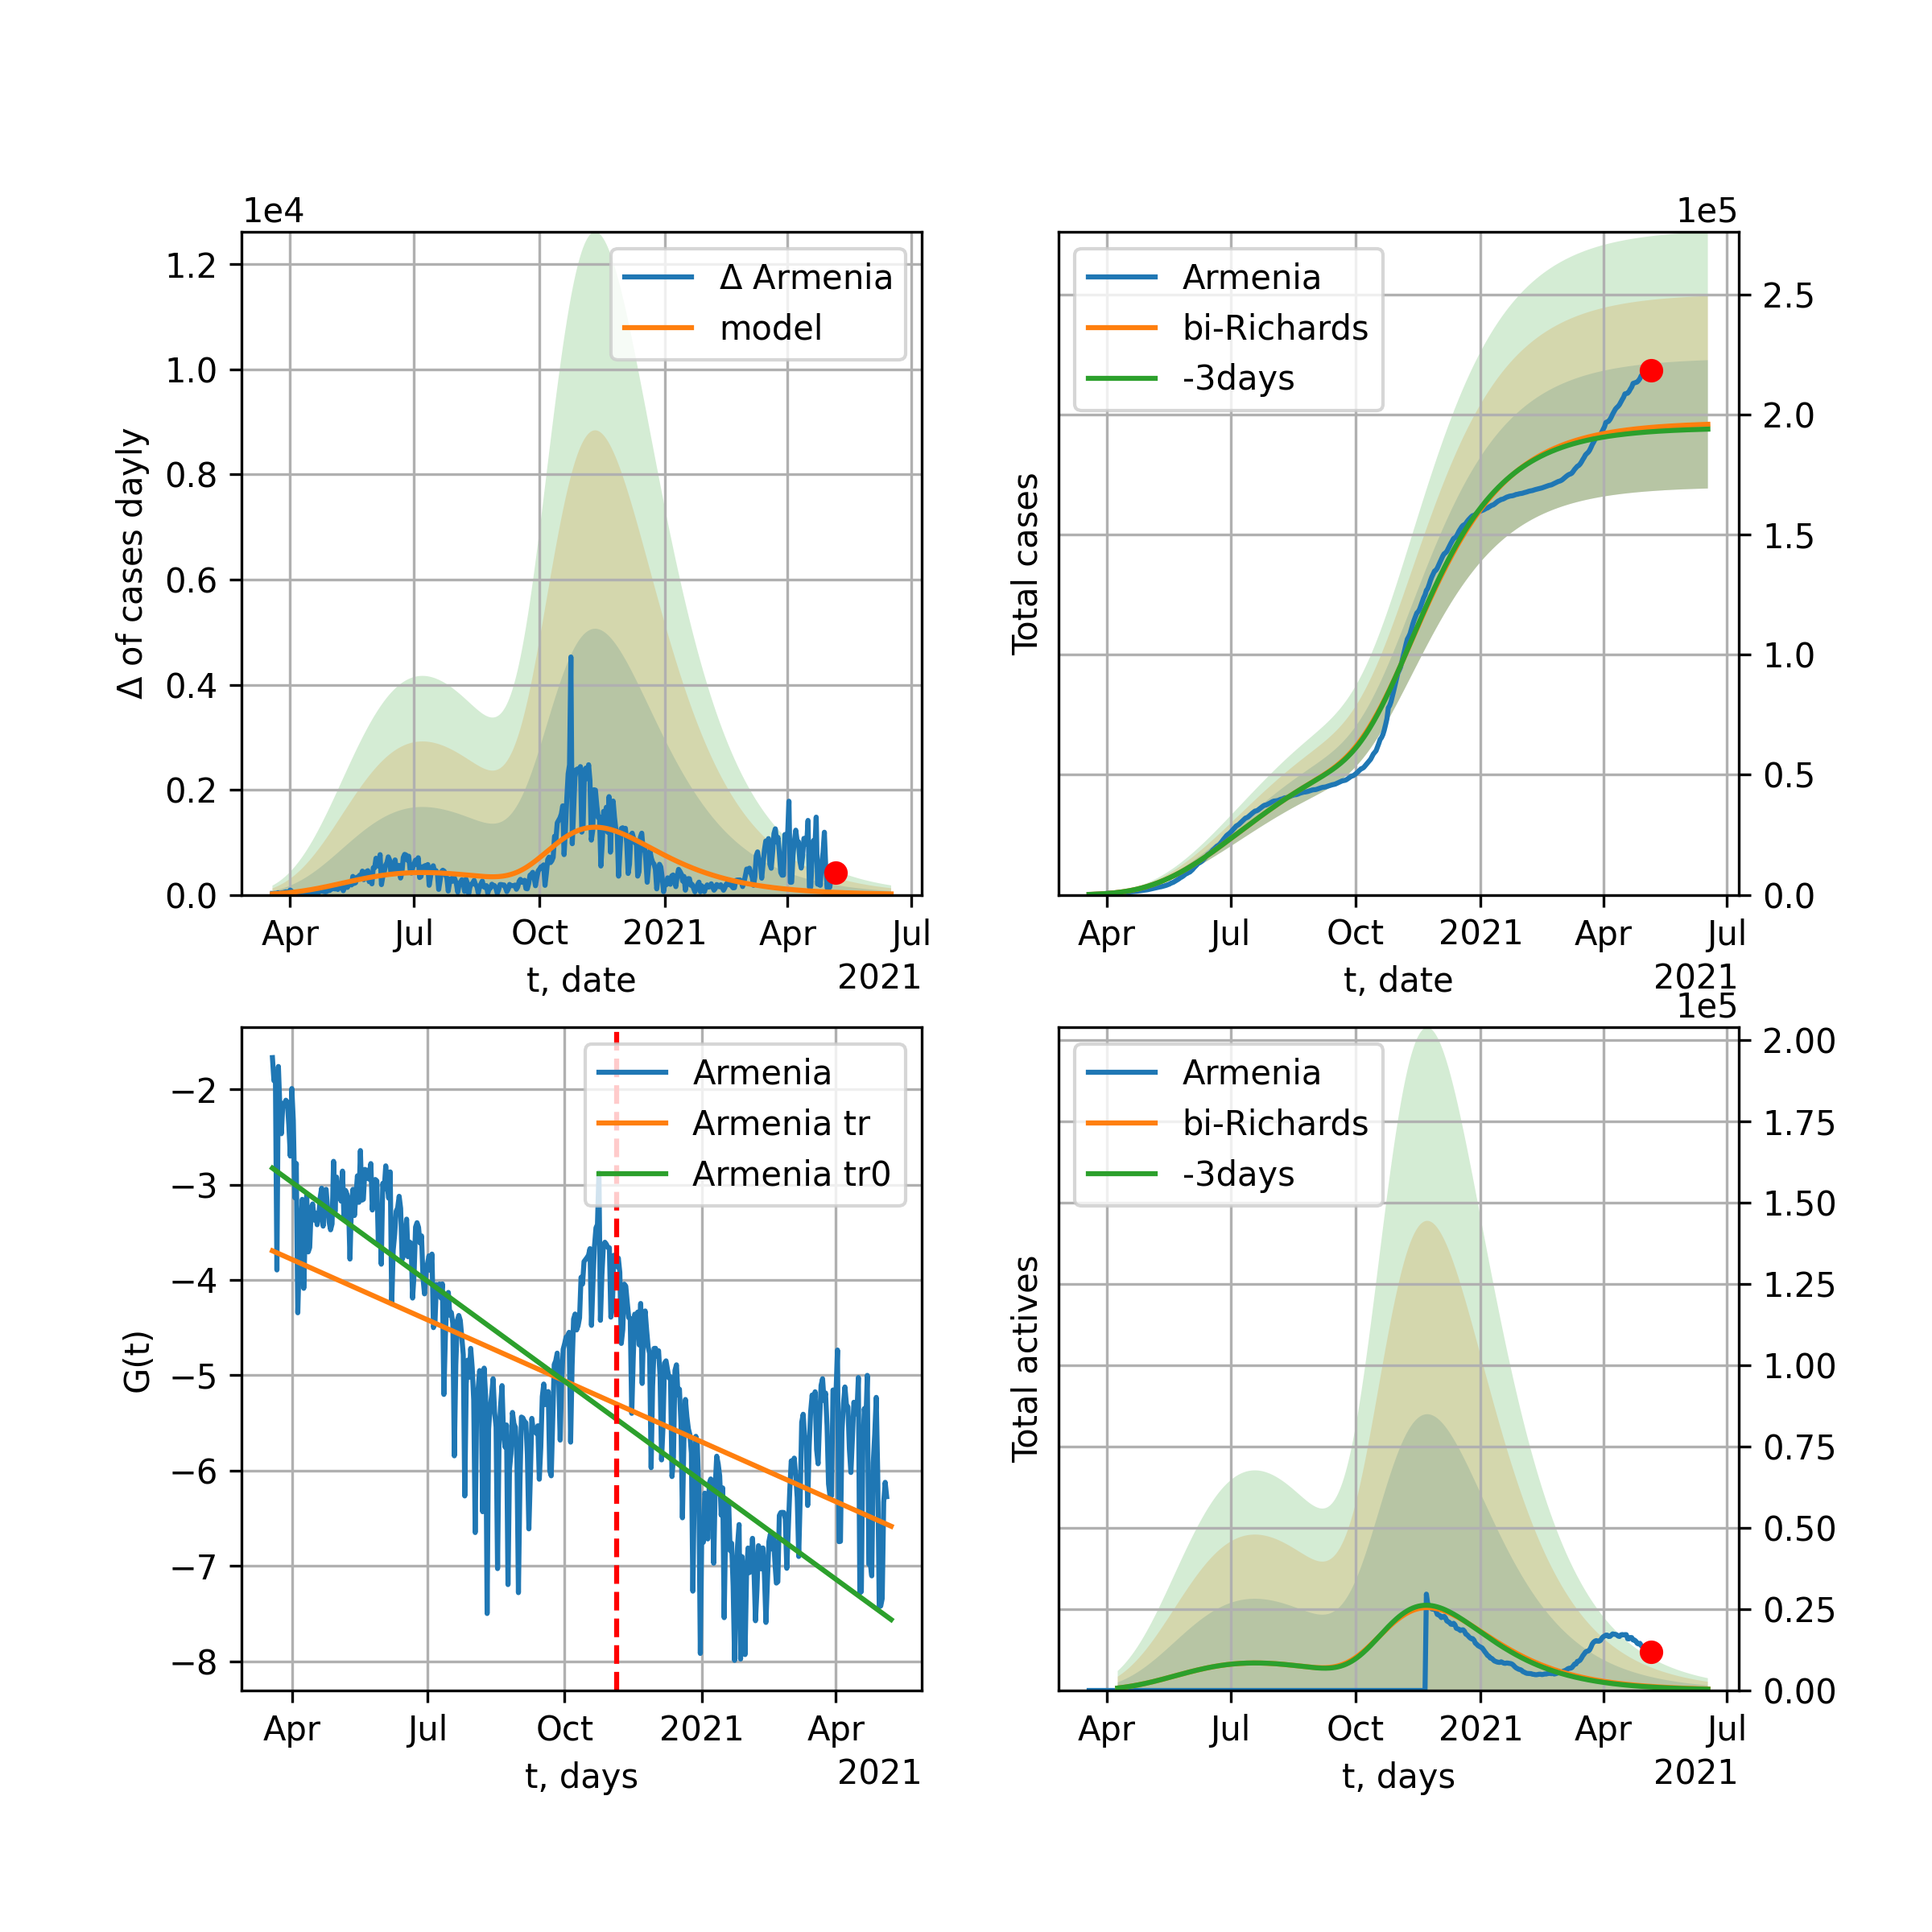 1e4
Δ of cases dayly
1.2
1.0
0.8
0.6
0.4
0.2
0.0
Δ Armenia
model
Apr
Jul
Oct
2021
Apr
Jul
t, date
2021
1e5
Total cases
Armenia
bi-Richards
-3days
2.5
2.0
1.5
1.0
0.5
0.0
Apr
Jul
Oct
2021
Apr
Jul
t, date
2021
G(t)
−2
−3
−4
−5
−6
−7
−8
Armenia
Armenia tr
Armenia tr0
Apr
Jul
Oct
2021
Apr
t, days
2021
1e5
Total actives
Armenia
bi-Richards
-3days
2.00
1.75
1.50
1.25
1.00
0.75
0.50
0.25
0.00
Apr
Jul
Oct
2021
Apr
Jul
t, days
2021